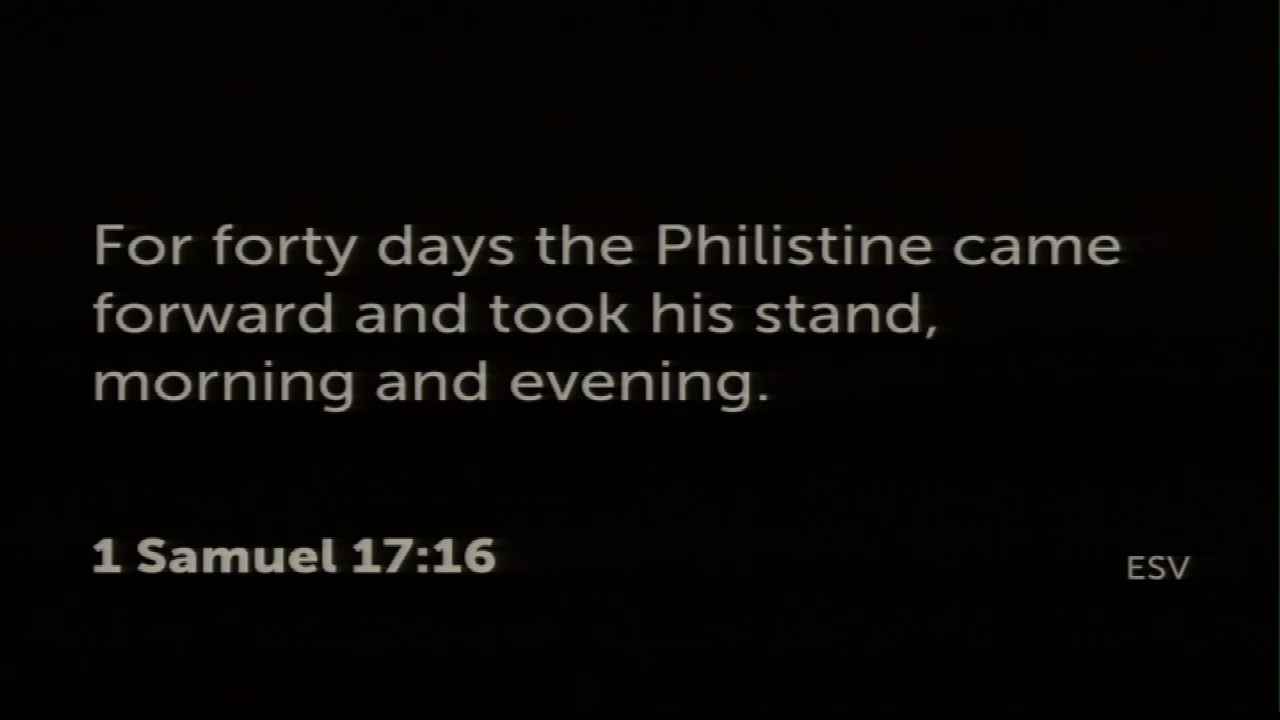 For forty days the Philistine came
forward and took his stand,
morning and evening.
1 Samuel 17:16
ESV